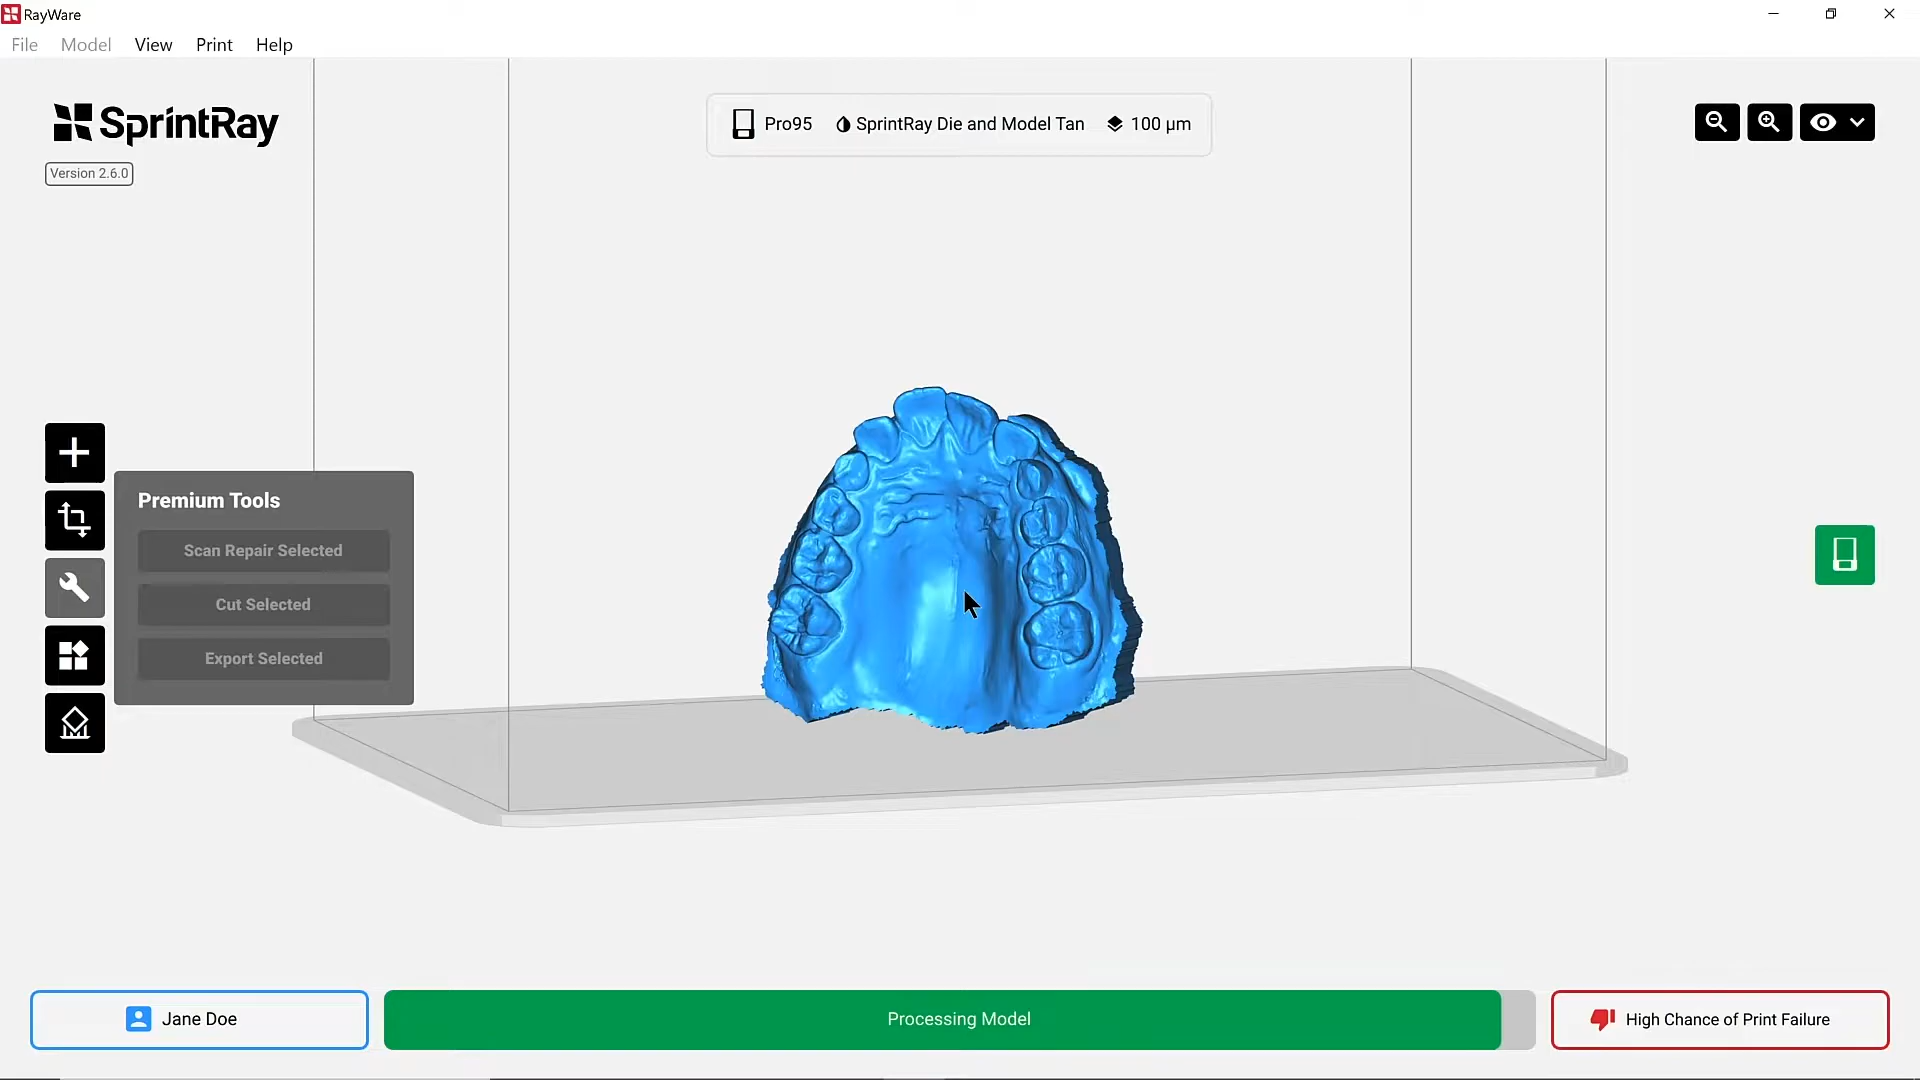 RayWare
File Model View Print Help
SprintRay
Version 2.6.0
Pro95 SprintRay Die and Model Tan 100 µm
Premium Tools
Scan Repair Selected
Cut Selected
Export Selected
Jane Doe
Processing Model
High Chance of Print Failure